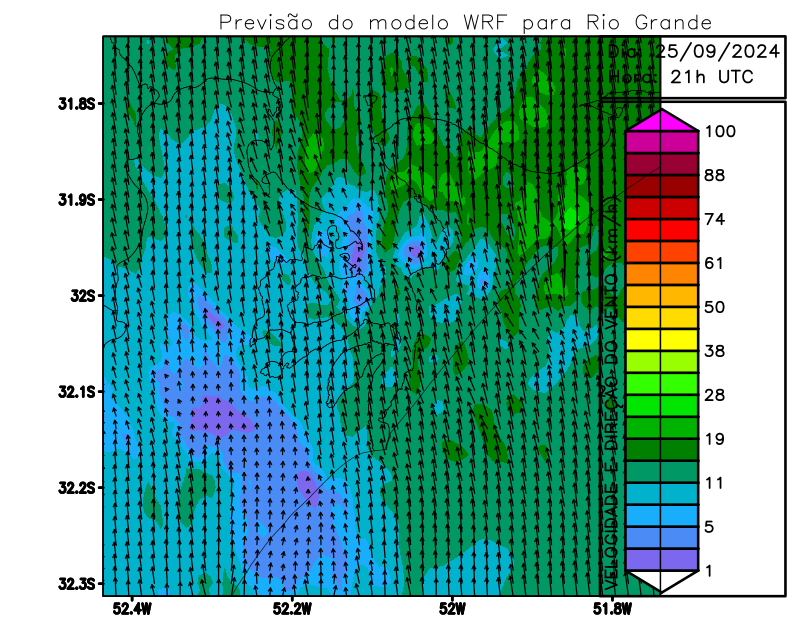 Previsão do modelo WRF para Rio Grande
Dia: 25/09/2024
Hora: 21h UTC
31.8S
31.9S
32S
32.1S
32.2S
32.3S
52.4W
52.2W
52W
51.8W
VELOCIDADE E DIREÇÃO DO VENTO (km/h)
100
88
74
61
50
38
28
19
11
5
1